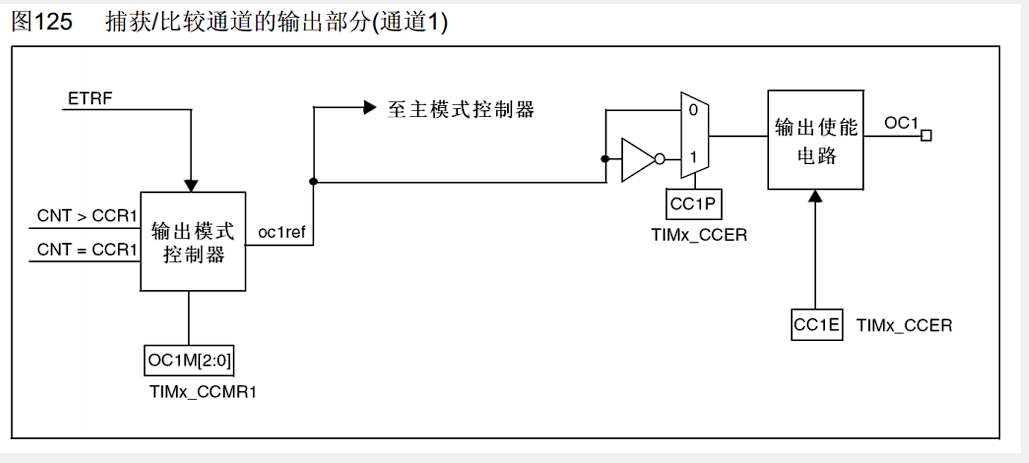 图125 捕获/比较通道的输出部分(通道1)
ETRF
至主模式控制器
0
1
输出使能
电路
OC1
CC1P
TIMx_CCER
CNT > CCR1
CNT = CCR1
输出模式
控制器
oc1ref
CC1E
TIMx_CCER
OC1M[2:0]
TIMx_CCMR1